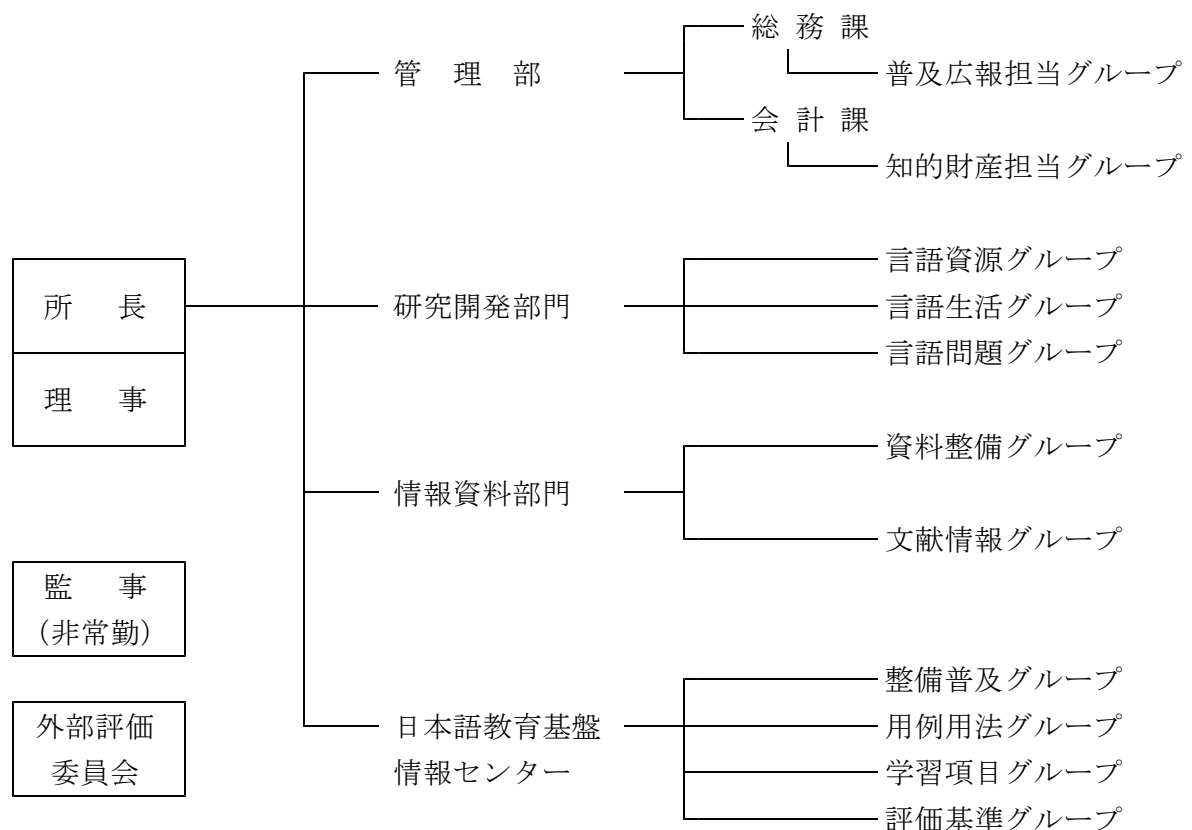 総 務 課
管 理 部
普及広報担当グループ
会 計 課
知的財産担当グループ
所 長
理 事
研究開発部門
言語資源グループ
言語生活グループ
言語問題グループ
情報資料部門
資料整備グループ
文献情報グループ
監 事
(非常勤)
外部評価
委員会
日本語教育基盤
情報センター
整備普及グループ
用例用法グループ
学習項目グループ
評価基準グループ